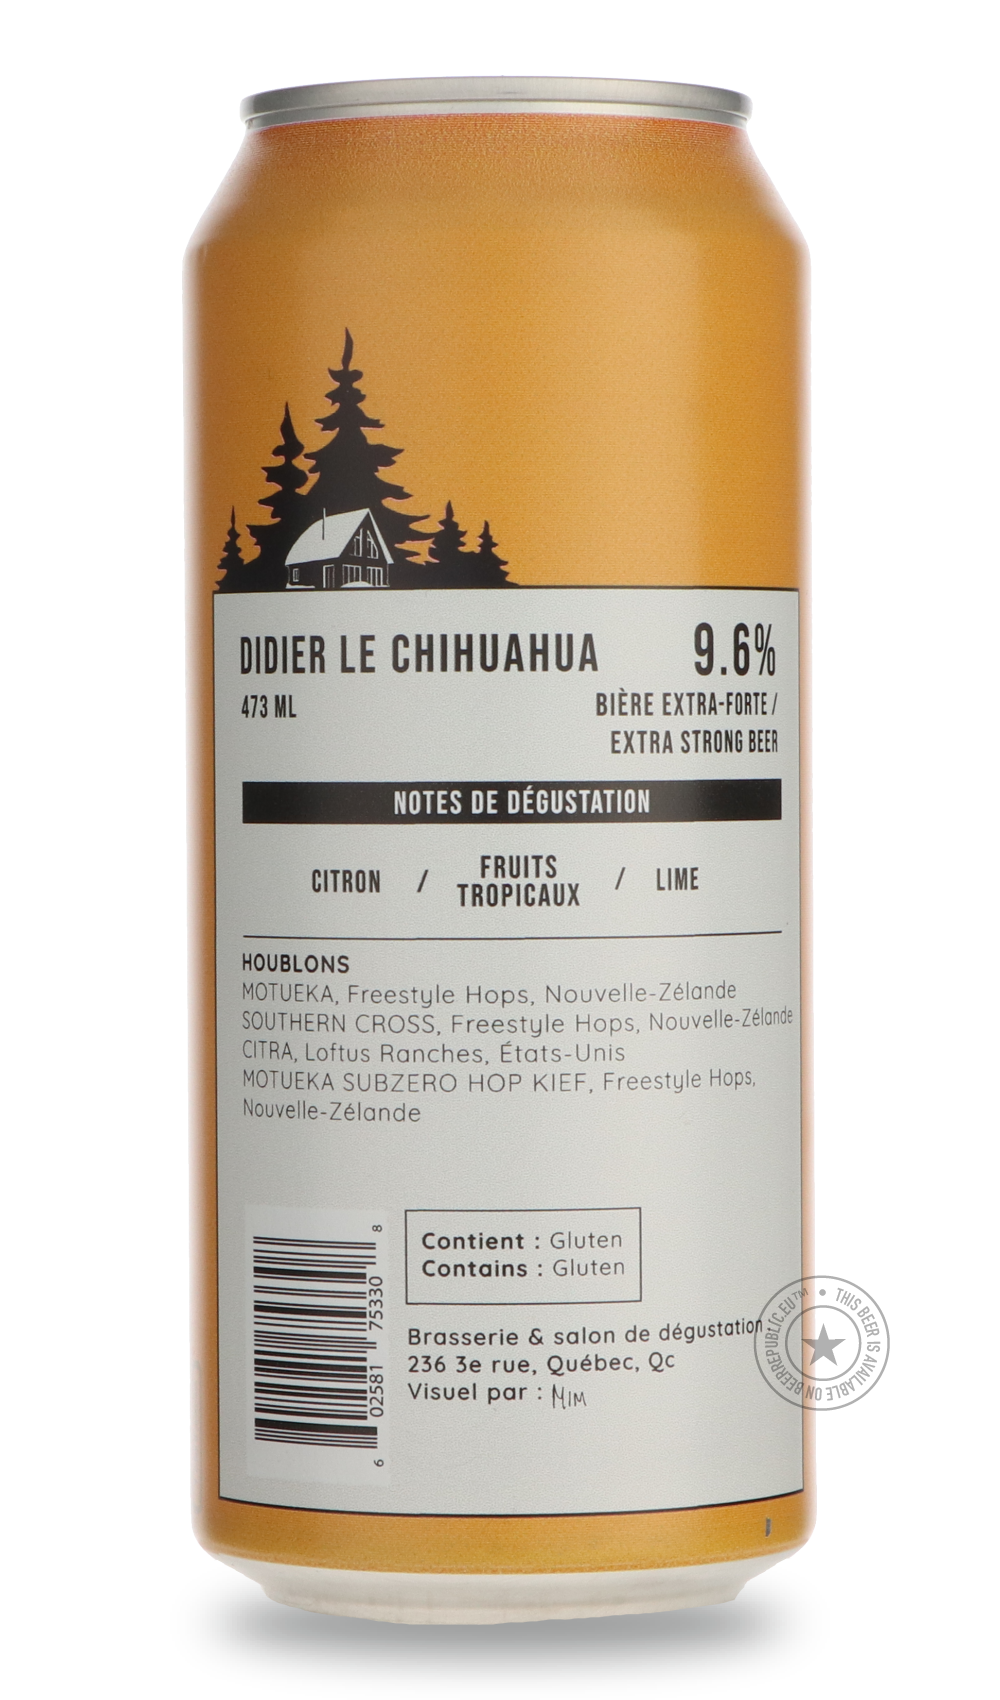 DIDIER LE CHIHUAHUA 9.6%
473 ML BIÈRE EXTRA-FORTE /
EXTRA STRONG BEER
NOTES DE DÉGUSTATION
CITRON / FRUITS TROPICAUX / LIME
HOUBLONS
MOTUEKA, Freestyle Hops, Nouvelle-Zélande
SOUTHERN CROSS, Freestyle Hops, Nouvelle-Zélande
CITRA, Loftus Ranches, États-Unis
MOTUEKA SUBZERO HOP KIEF, Freestyle Hops,
Nouvelle-Zélande
Contient : Gluten
Contains : Gluten
Brasserie & salon de dégustation :
236 3e rue, Québec, Qc
Visuel par : MIM
6 02581 75330 8
THIS BEER IS AVAILABLE ON BEERREPUBLIC.EU™